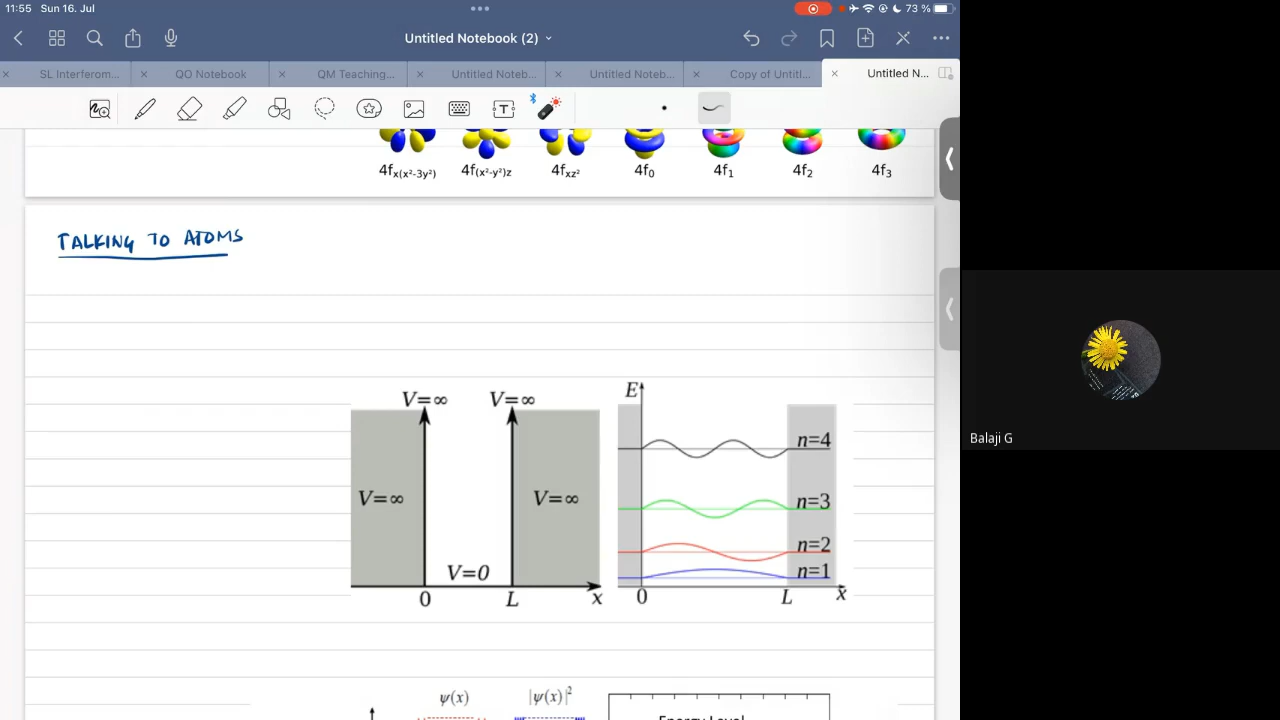 11:55 Sun 16. Jul
73 %
Untitled Notebook (2)
SL Interferom...
QO Notebook
QM Teaching...
Untitled Noteb...
Untitled Noteb...
Copy of Untitl...
Untitled N...
4fx(x²-3y²) 4f(x²-y²)z 4fxz² 4f0 4f1 4f2 4f3
TALKING TO ATOMS
V=∞ V=∞
V=∞ V=∞
V=0
0 L x
E
n=4
n=3
n=2
n=1
0 L x
Balaji G
ψ(x) |ψ(x)|²
Energy Level